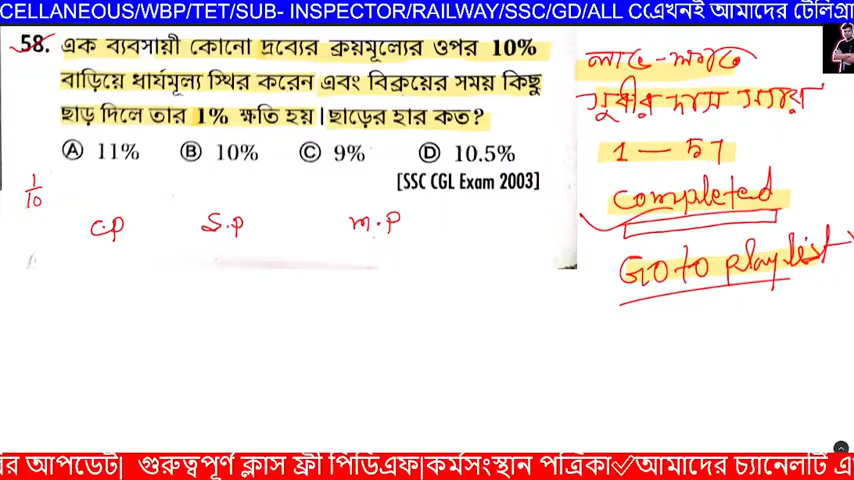 CELLANEOUS/WBP/TET/SUB- INSPECTOR/RAILWAY/SSC/GD/ALL CCএখনই আমাদের টেলিগ্রা
58. এক ব্যবসায়ী কোনো দ্রব্যের ক্রয়মূল্যের ওপর 10%
বাড়িয়ে ধার্যমূল্য স্থির করেন এবং বিক্রয়ের সময় কিছু
ছাড় দিলে তার 1% ক্ষতি হয়। ছাড়ের হার কত?
Ⓐ 11% Ⓑ 10% Ⓒ 9% Ⓓ 10.5%
[SSC CGL Exam 2003]
1/10
C.P S.P M.P
লাভ-ক্ষতি
সুবীর দাস স্যার
1 — 57
completed
Go to playlist
ির আপডেট| গুরুত্বপূর্ণ ক্লাস ফ্রী পিডিএফ|কর্মসংস্থান পত্রিকা✓আমাদের চ্যানেলটি এ